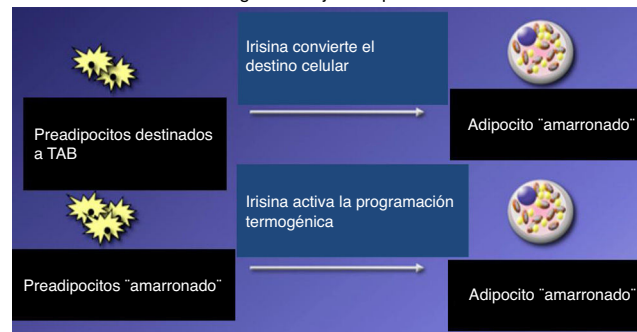 Irisina convierte el
destino celular
Preadipocitos destinados
a TAB
Adipocito ¨amarronado¨
Irisina activa la programación
termogénica
Preadipocitos ¨amarronado¨
Adipocito ¨amarronado¨